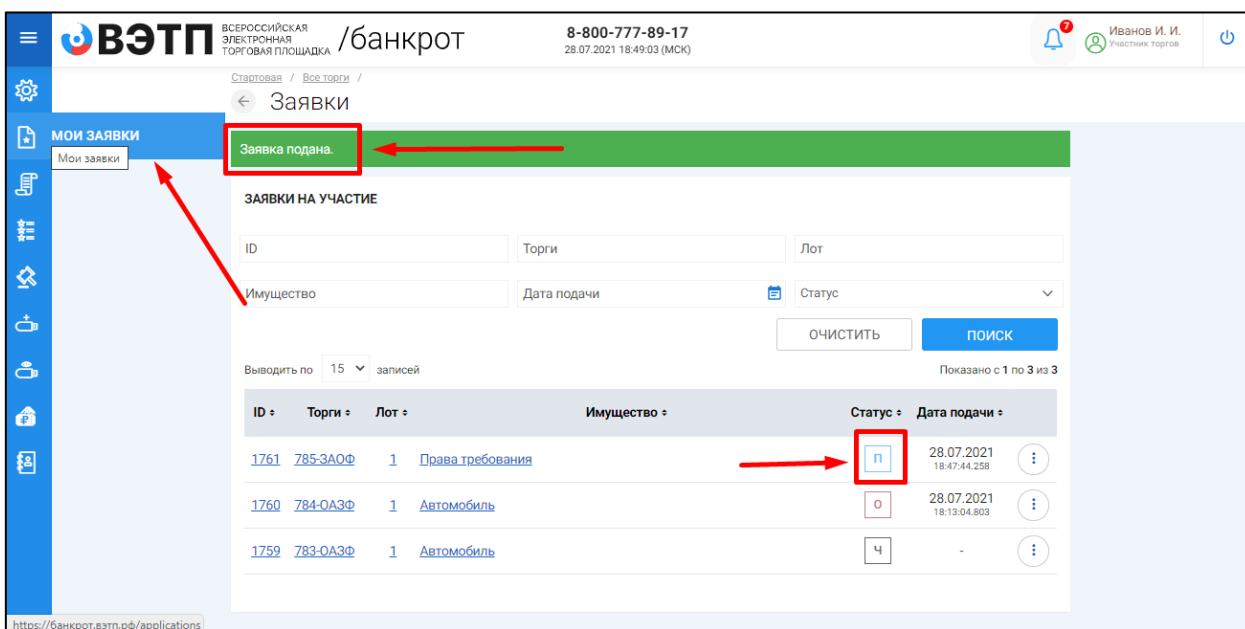 ВЭТП ВСЕРОССИЙСКАЯ ЭЛЕКТРОННАЯ ТОРГОВАЯ ПЛОЩАДКА /банкрот
8-800-777-89-17
28.07.2021 18:49:03 (МСК)
7
Иванов И. И.
Участник торгов
Стартовая / Все торги /
Заявки
МОИ ЗАЯВКИ
Мои заявки
Заявка подана.
ЗАЯВКИ НА УЧАСТИЕ
ID Торги Лот
Имущество Дата подачи Статус
ОЧИСТИТЬ ПОИСК
Выводить по 15 записей Показано с 1 по 3 из 3
ID Торги Лот Имущество Статус Дата подачи
1761 785-ЗАОФ 1 Права требования П 28.07.2021
18:47:44.258
1760 784-ОАЗФ 1 Автомобиль О 28.07.2021
18:13:04.803
1759 783-ОАЗФ 1 Автомобиль Ч -
https://банкрот.вэтп.рф/applications